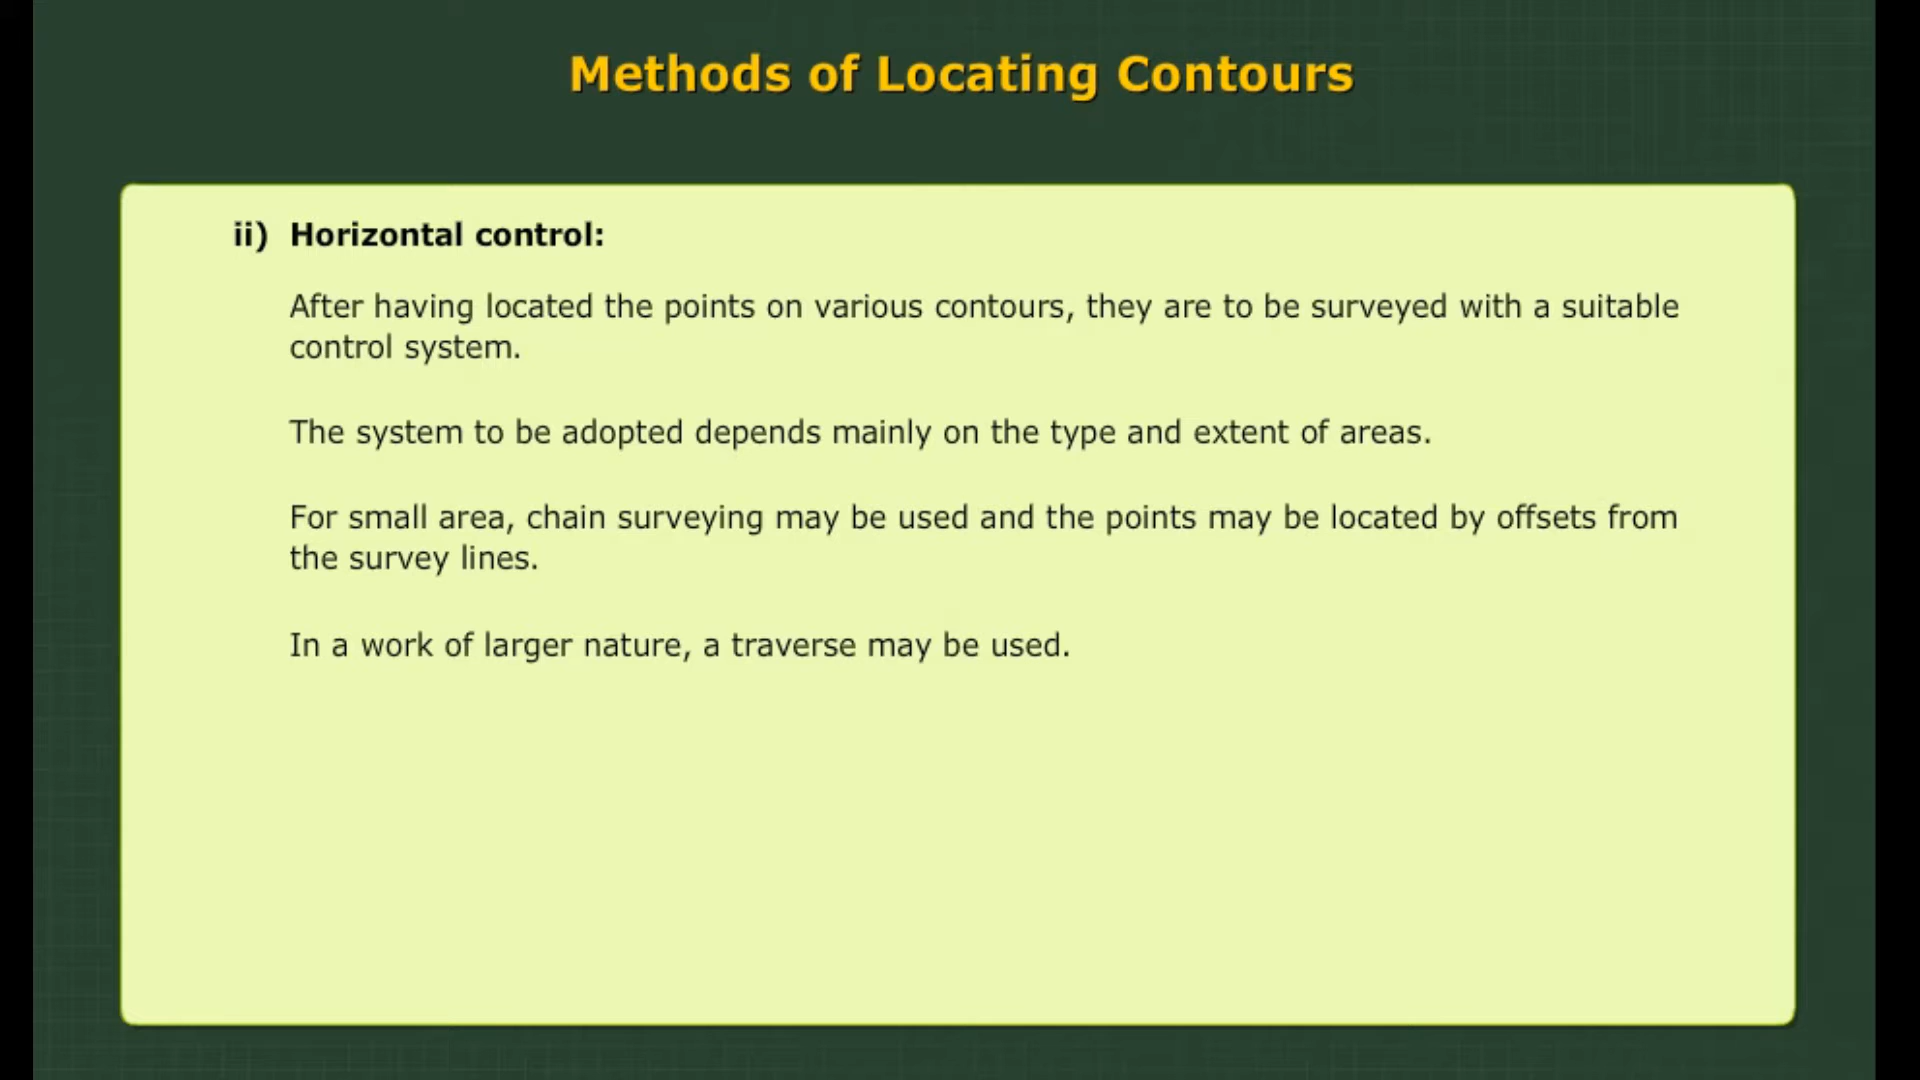 Methods of Locating Contours
ii) Horizontal control:
After having located the points on various contours, they are to be surveyed with a suitable
control system.
The system to be adopted depends mainly on the type and extent of areas.
For small area, chain surveying may be used and the points may be located by offsets from
the survey lines.
In a work of larger nature, a traverse may be used.